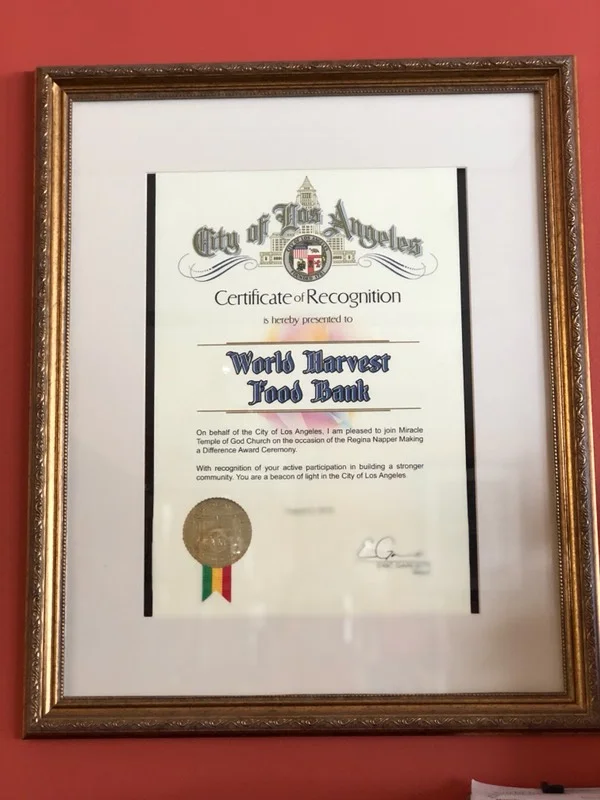 City of Los Angeles
Certificate of Recognition
is hereby presented to
World Harvest
Food Bank
On behalf of the City of Los Angeles, I am pleased to join Miracle
Temple of God Church on the occasion of the Regina Napper Making
a Difference Award Ceremony.
With recognition of your active participation in building a stronger
community. You are a beacon of light in the City of Los Angeles